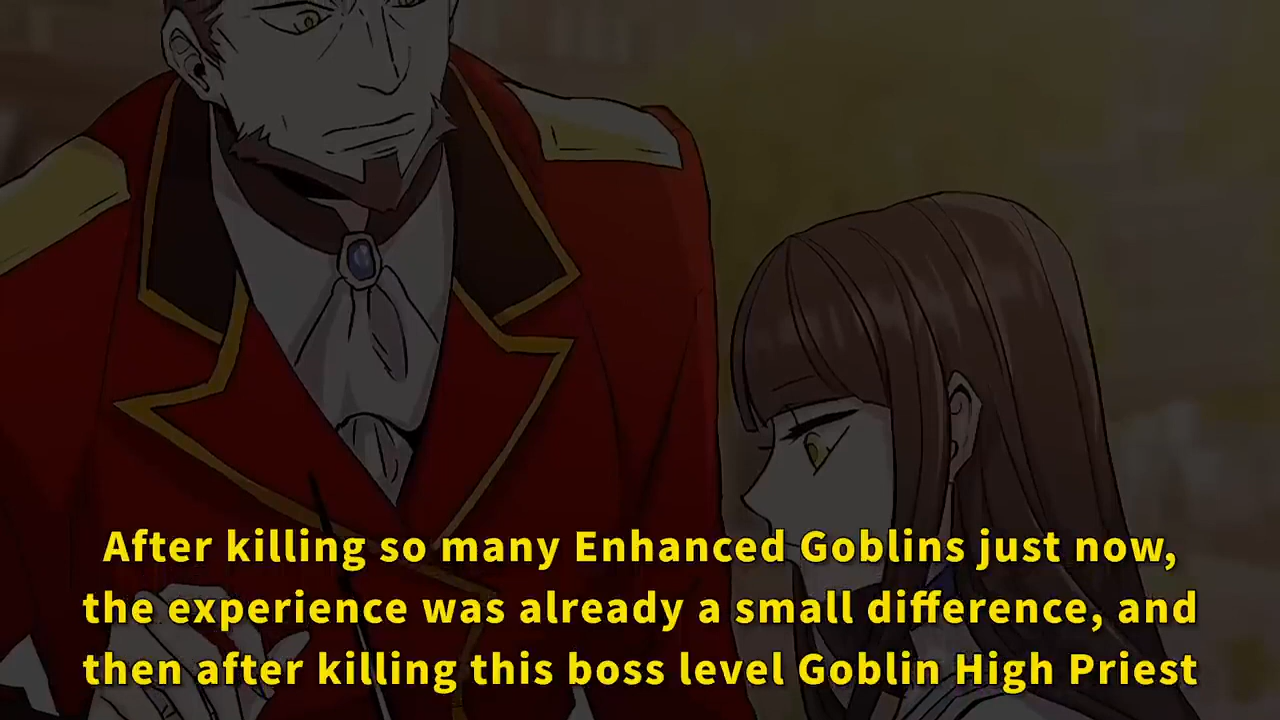 After killing so many Enhanced Goblins just now,
the experience was already a small difference, and
then after killing this boss level Goblin High Priest